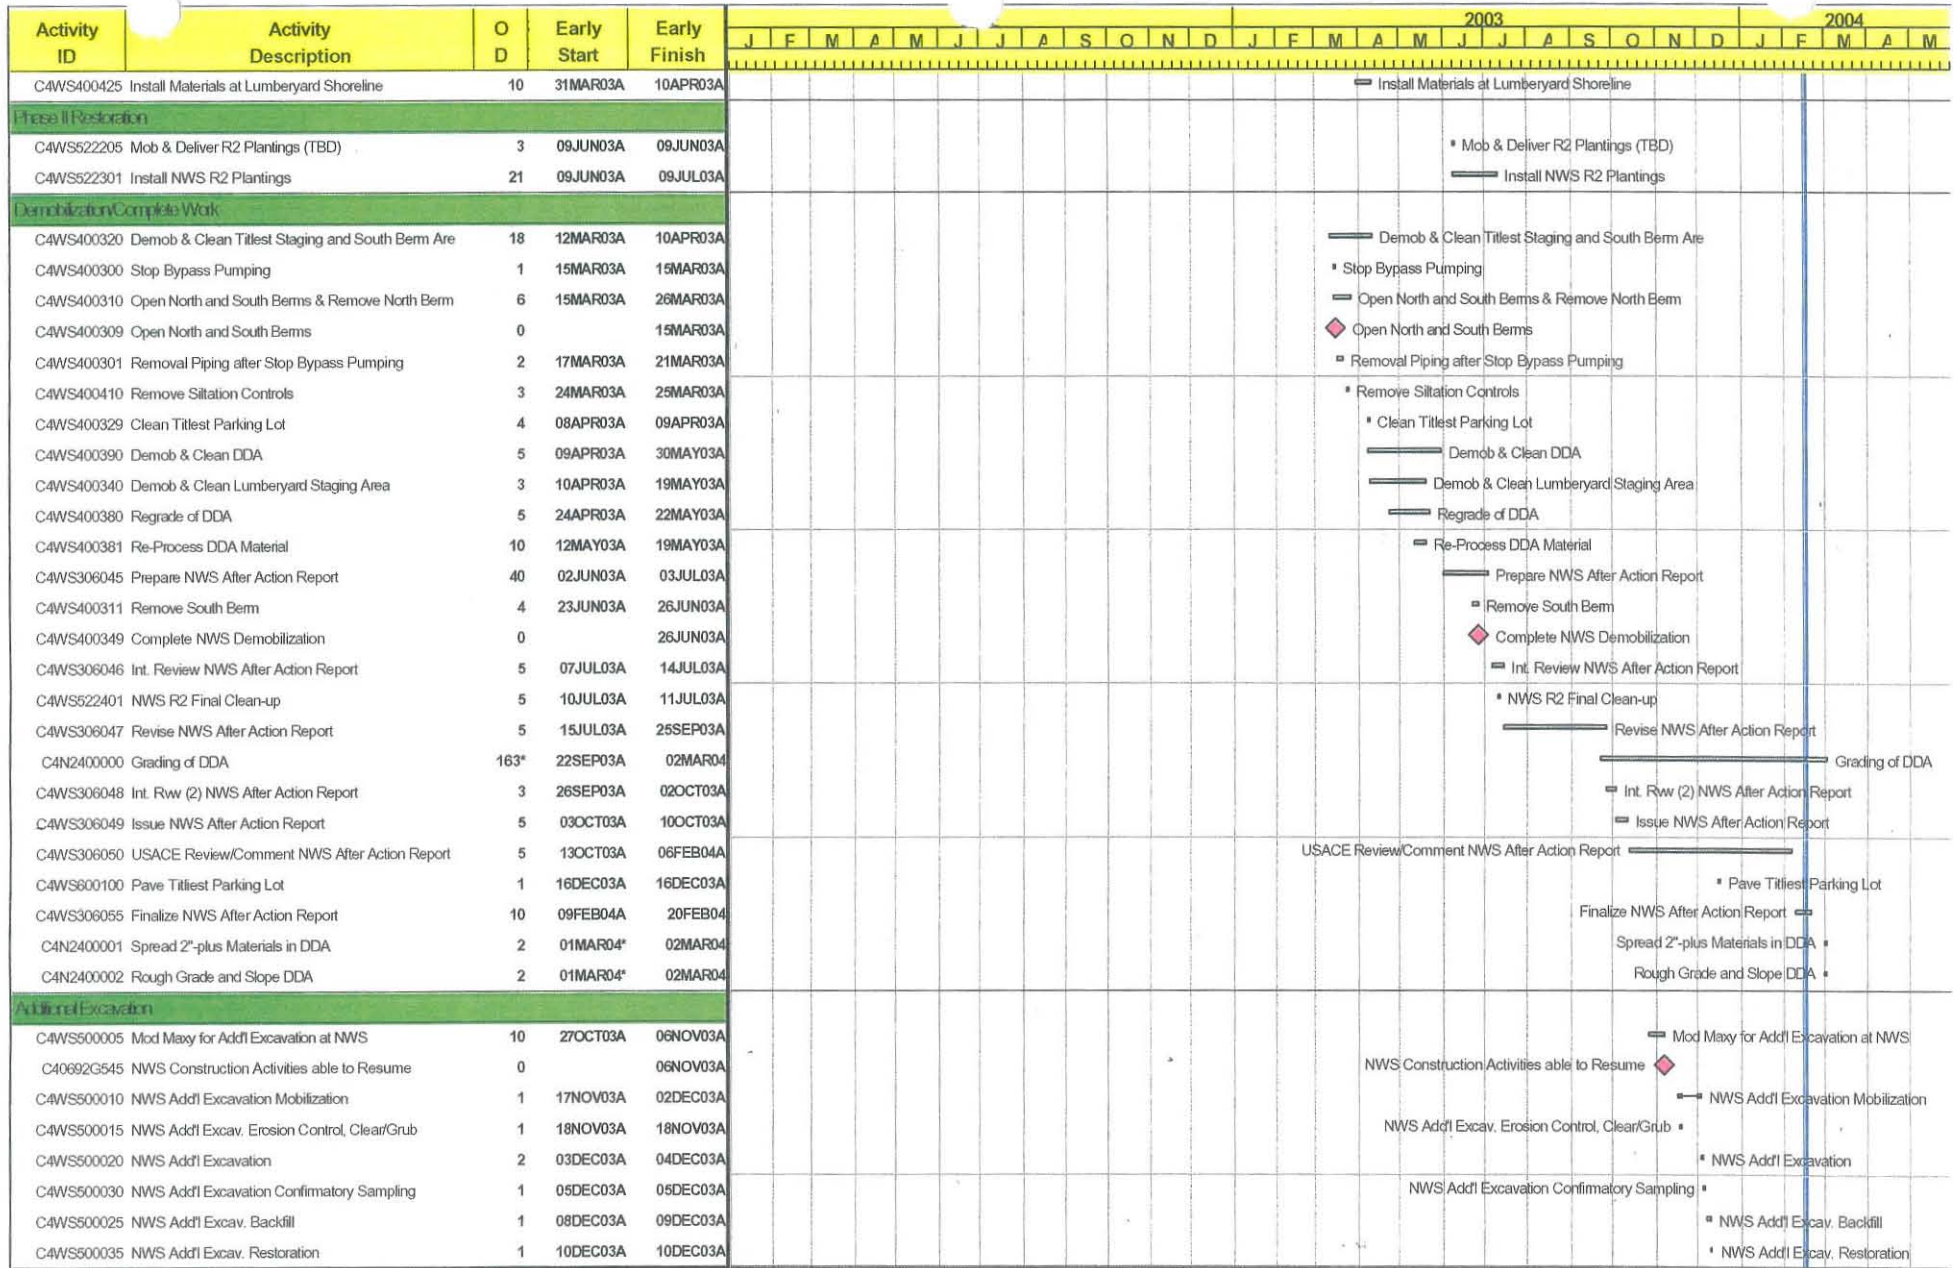 Activity ID Activity Description O D Early Start Early Finish
2003 2004
J F M A M J J A S O N D J F M A M J J A S O N D J F M A M
C4WS400425 Install Materials at Lumberyard Shoreline 10 31MAR03A 10APR03A Install Materials at Lumberyard Shoreline
Phase II Restoration
C4WS522205 Mob & Deliver R2 Plantings (TBD) 3 09JUN03A 09JUN03A Mob & Deliver R2 Plantings (TBD)
C4WS522301 Install NWS R2 Plantings 21 09JUN03A 09JUL03A Install NWS R2 Plantings
Demobilization/Complete Work
C4WS400320 Demob & Clean Titlest Staging and South Berm Are 18 12MAR03A 10APR03A Demob & Clean Titlest Staging and South Berm Are
C4WS400300 Stop Bypass Pumping 1 15MAR03A 15MAR03A Stop Bypass Pumping
C4WS400310 Open North and South Berms & Remove North Berm 6 15MAR03A 26MAR03A Open North and South Berms & Remove North Berm
C4WS400309 Open North and South Berms 0 15MAR03A Open North and South Berms
C4WS400301 Removal Piping after Stop Bypass Pumping 2 17MAR03A 21MAR03A Removal Piping after Stop Bypass Pumping
C4WS400410 Remove Siltation Controls 3 24MAR03A 25MAR03A Remove Siltation Controls
C4WS400329 Clean Titlest Parking Lot 4 08APR03A 09APR03A Clean Titlest Parking Lot
C4WS400390 Demob & Clean DDA 5 09APR03A 30MAY03A Demob & Clean DDA
C4WS400340 Demob & Clean Lumberyard Staging Area 3 10APR03A 19MAY03A Demob & Clean Lumberyard Staging Area
C4WS400380 Regrade of DDA 5 24APR03A 22MAY03A Regrade of DDA
C4WS400381 Re-Process DDA Material 10 12MAY03A 19MAY03A Re-Process DDA Material
C4WS306045 Prepare NWS After Action Report 40 02JUN03A 03JUL03A Prepare NWS After Action Report
C4WS400311 Remove South Berm 4 23JUN03A 26JUN03A Remove South Berm
C4WS400349 Complete NWS Demobilization 0 26JUN03A Complete NWS Demobilization
C4WS306046 Int. Review NWS After Action Report 5 07JUL03A 14JUL03A Int. Review NWS After Action Report
C4WS522401 NWS R2 Final Clean-up 5 10JUL03A 11JUL03A NWS R2 Final Clean-up
C4WS306047 Revise NWS After Action Report 5 15JUL03A 25SEP03A Revise NWS After Action Report
C4N2400000 Grading of DDA 163* 22SEP03A 02MAR04 Grading of DDA
C4WS306048 Int. Rvw (2) NWS After Action Report 3 26SEP03A 02OCT03A Int. Rvw (2) NWS After Action Report
C4WS306049 Issue NWS After Action Report 5 03OCT03A 10OCT03A Issue NWS After Action Report
C4WS306050 USACE Review/Comment NWS After Action Report 5 13OCT03A 06FEB04A USACE Review/Comment NWS After Action Report
C4WS600100 Pave Titliest Parking Lot 1 16DEC03A 16DEC03A Pave Titliest Parking Lot
C4WS306055 Finalize NWS After Action Report 10 09FEB04A 20FEB04 Finalize NWS After Action Report
C4N2400001 Spread 2"-plus Materials in DDA 2 01MAR04* 02MAR04 Spread 2"-plus Materials in DDA
C4N2400002 Rough Grade and Slope DDA 2 01MAR04* 02MAR04 Rough Grade and Slope DDA
Additional Excavation
C4WS500005 Mod Maxy for Add'l Excavation at NWS 10 27OCT03A 06NOV03A Mod Maxy for Add'l Excavation at NWS
C40692G545 NWS Construction Activities able to Resume 0 06NOV03A NWS Construction Activities able to Resume
C4WS500010 NWS Add'l Excavation Mobilization 1 17NOV03A 02DEC03A NWS Add'l Excavation Mobilization
C4WS500015 NWS Add'l Excav. Erosion Control, Clear/Grub 1 18NOV03A 18NOV03A NWS Add'l Excav. Erosion Control, Clear/Grub
C4WS500020 NWS Add'l Excavation 2 03DEC03A 04DEC03A NWS Add'l Excavation
C4WS500030 NWS Add'l Excavation Confirmatory Sampling 1 05DEC03A 05DEC03A NWS Add'l Excavation Confirmatory Sampling
C4WS500025 NWS Add'l Excav. Backfill 1 08DEC03A 09DEC03A NWS Add'l Excav. Backfill
C4WS500035 NWS Add'l Excav. Restoration 1 10DEC03A 10DEC03A NWS Add'l Excav. Restoration